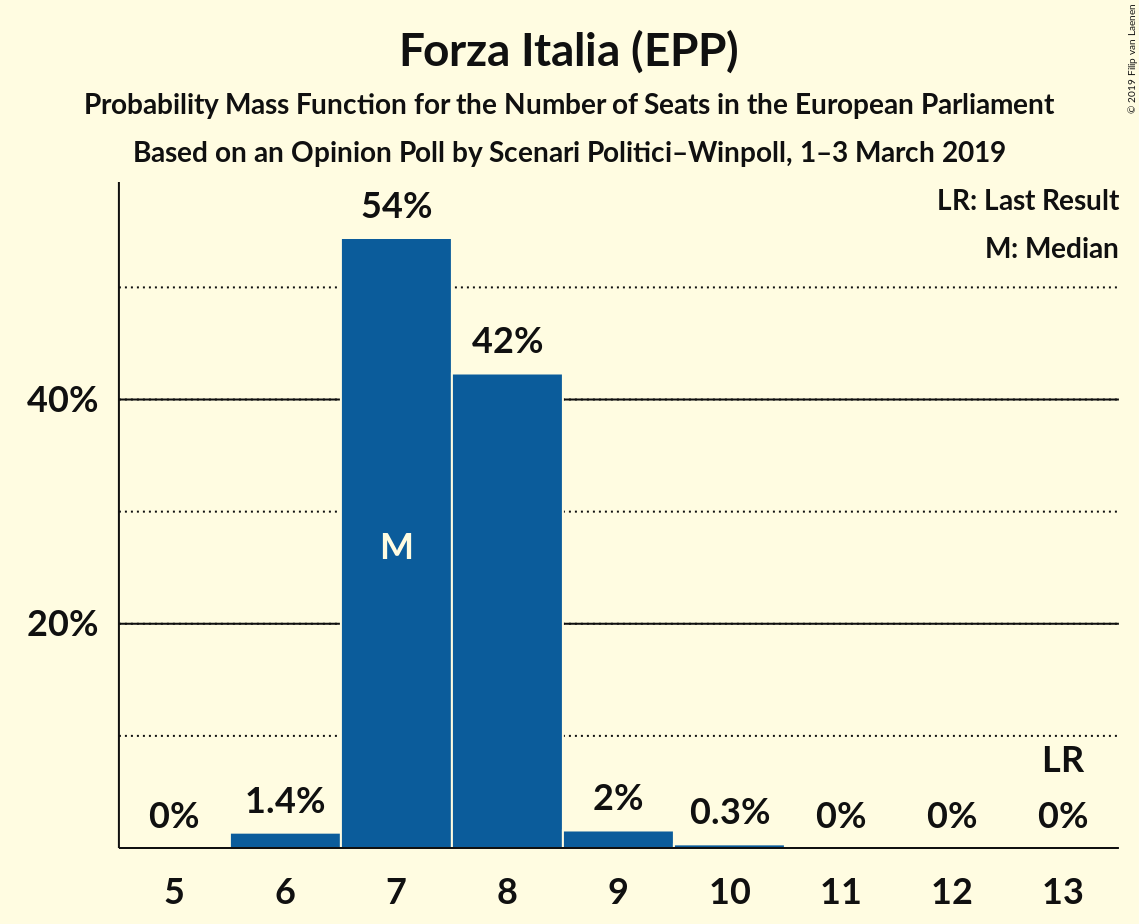 Forza Italia (EPP)
Probability Mass Function for the Number of Seats in the European Parliament
Based on an Opinion Poll by Scenari Politici–Winpoll, 1–3 March 2019
© 2019 Filip van Laenen
LR: Last Result
M: Median
54%
42%
40%
M
20%
LR
0%
1.4%
2%
0.3%
0%
0%
0%
5 6 7 8 9 10 11 12 13